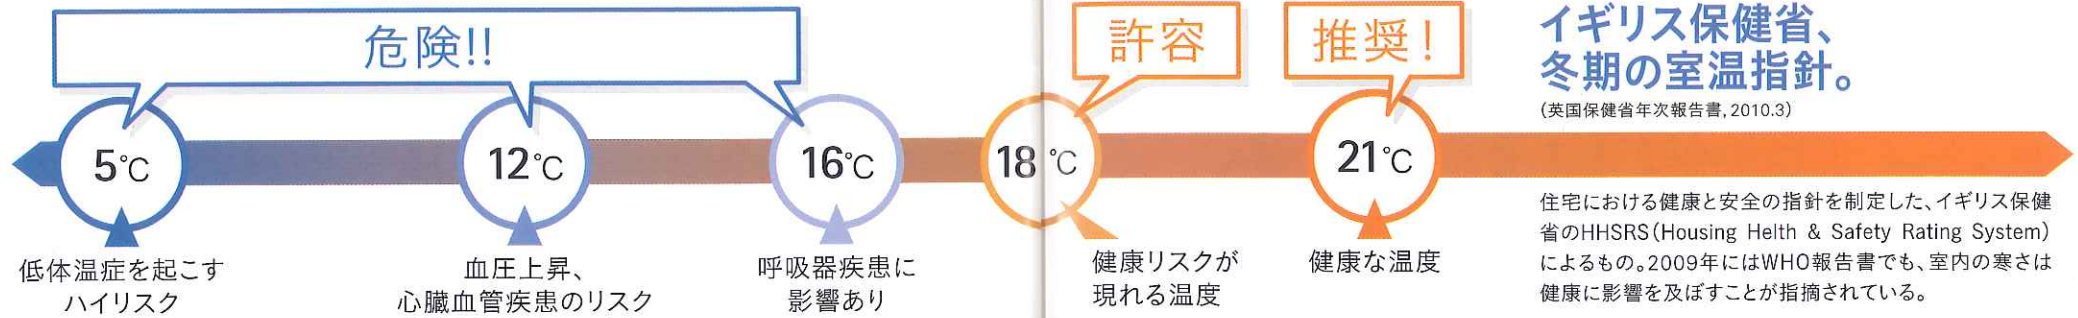 危険!!
許容
推奨！
イギリス保健省、
冬期の室温指針。
（英国保健省年次報告書, 2010.3）
5℃
12℃
16℃
18℃
21℃
低体温症を起こす
ハイリスク
血圧上昇、
心臓血管疾患のリスク
呼吸器疾患に
影響あり
健康リスクが
現れる温度
健康な温度
住宅における健康と安全の指針を制定した、イギリス保健
省のHHSRS（Housing Helth & Safety Rating System）
によるもの。2009年にはWHO報告書でも、室内の寒さは
健康に影響を及ぼすことが指摘されている。